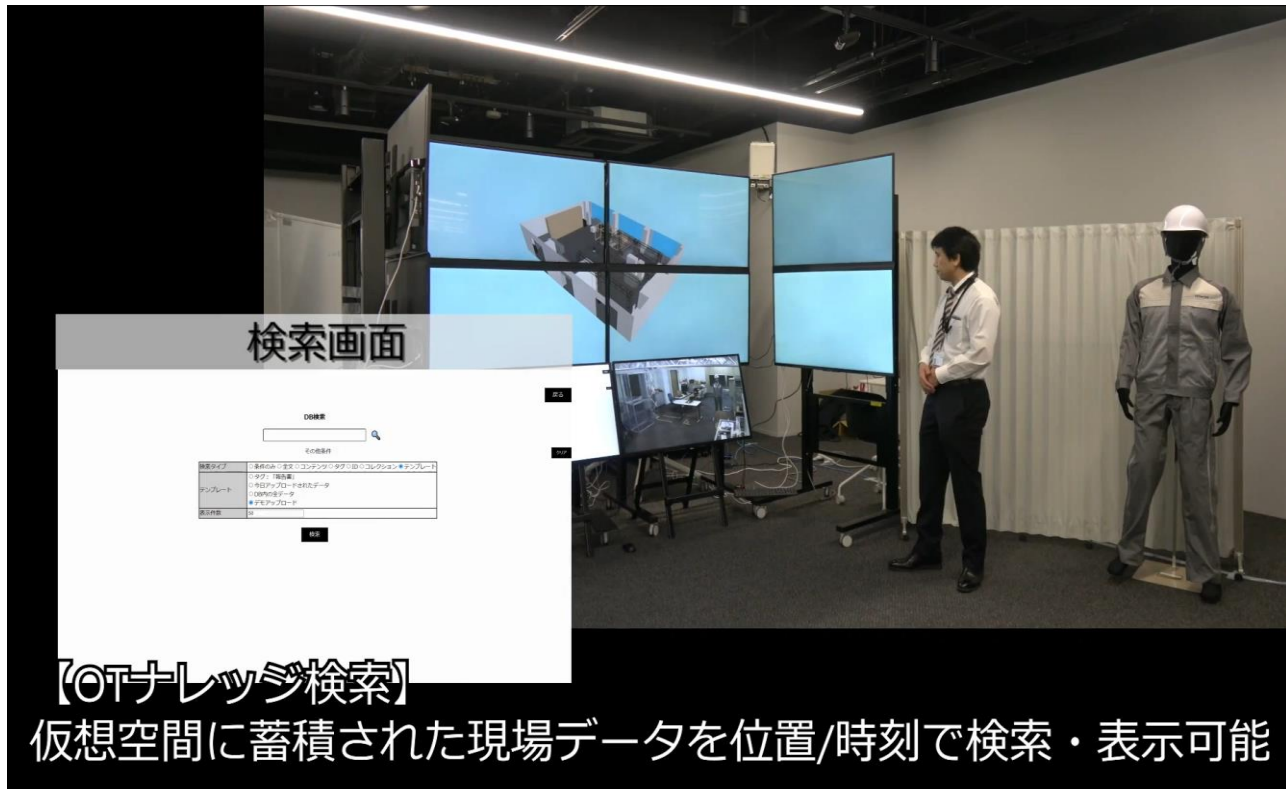 検索画面
戻る
DB検索
その他条件
クリア
検索タイプ ○条件のみ○全文○コンテンツ○タグ○ID○コレクション◉テンプレート
テンプレート
○タグ：「報告書」
○今日アップロードされたデータ
○DB内の全データ
◉デモアップロード
表示件数 50
検索
【OTナレッジ検索】
仮想空間に蓄積された現場データを位置/時刻で検索・表示可能